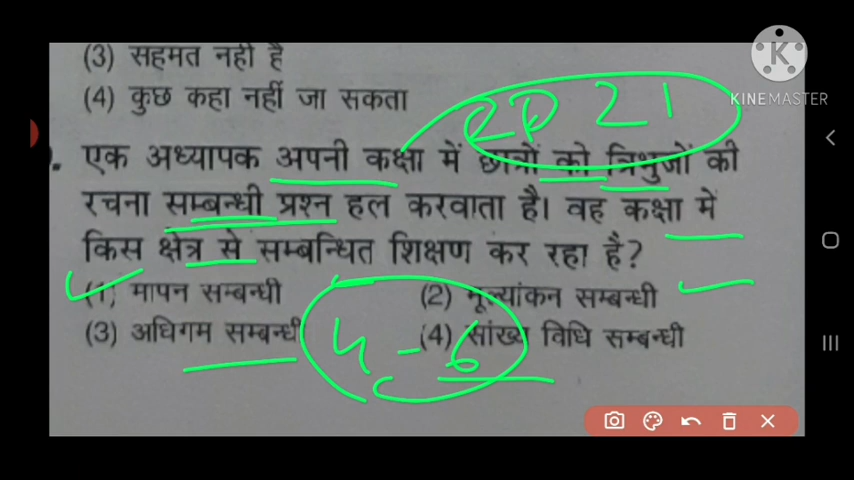 (3) सहमत नही है
KINEMASTER
(4) कुछ कहा नहीं जा सकता
21
एक अध्यापक अपनी कक्षा में छात्रों को त्रिभुजों की
रचना सम्बन्धी प्रश्न हल करवाता है। वह कक्षा में
किस क्षेत्र से सम्बन्धित शिक्षण कर रहा है?
(1) मापन सम्बन्धी (2) मूल्यांकन सम्बन्धी
(3) अधिगम सम्बन्धी (4) सांख्य विधि सम्बन्धी
6